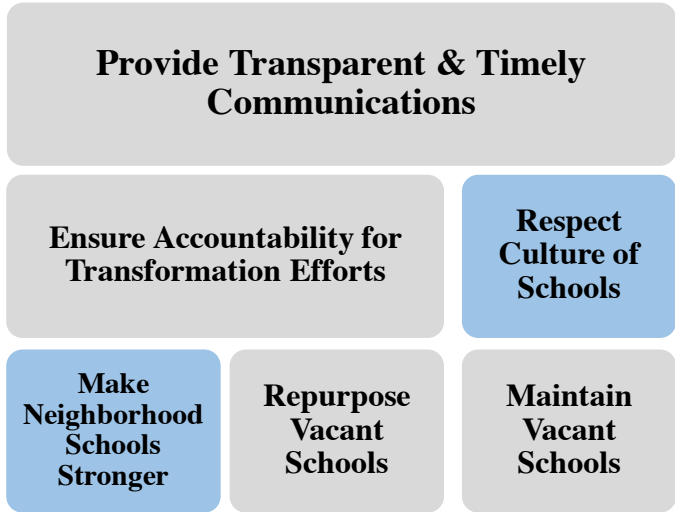 Provide Transparent & Timely
Communications
Ensure Accountability for
Transformation Efforts
Respect
Culture of
Schools
Make
Neighborhood
Schools
Stronger
Repurpose
Vacant
Schools
Maintain
Vacant
Schools